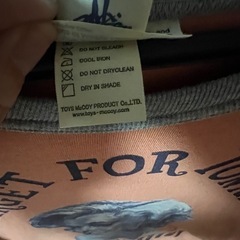 DO NOT BLEACH
COOL IRON
DO NOT DRYCLEAN
DRY IN SHADE
TOYS McCOY PRODUCT Co.,LTD.
www.toys-mccoy.com
FOR